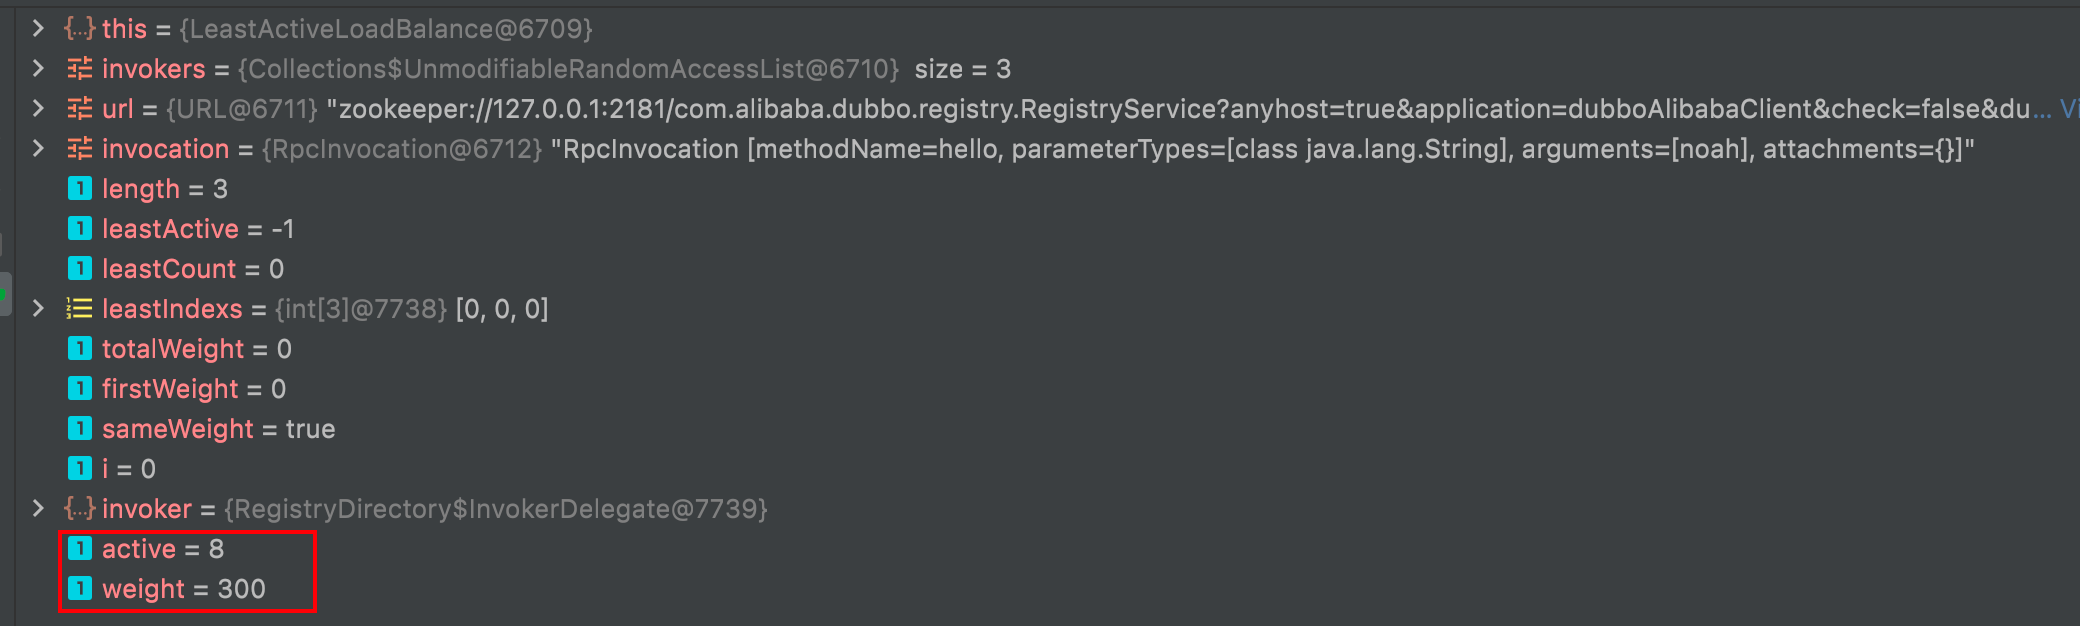 {...} this = {LeastActiveLoadBalance@6709}
invokers = {Collections$UnmodifiableRandomAccessList@6710} size = 3
url = {URL@6711} "zookeeper://127.0.0.1:2181/com.alibaba.dubbo.registry.RegistryService?anyhost=true&application=dubboAlibabaClient&check=false&du... Vi
invocation = {RpcInvocation@6712} "RpcInvocation [methodName=hello, parameterTypes=[class java.lang.String], arguments=[noah], attachments={}]"
1 length = 3
1 leastActive = -1
1 leastCount = 0
leastIndexs = {int[3]@7738} [0, 0, 0]
1 totalWeight = 0
1 firstWeight = 0
1 sameWeight = true
1 i = 0
{...} invoker = {RegistryDirectory$InvokerDelegate@7739}
1 active = 8
1 weight = 300